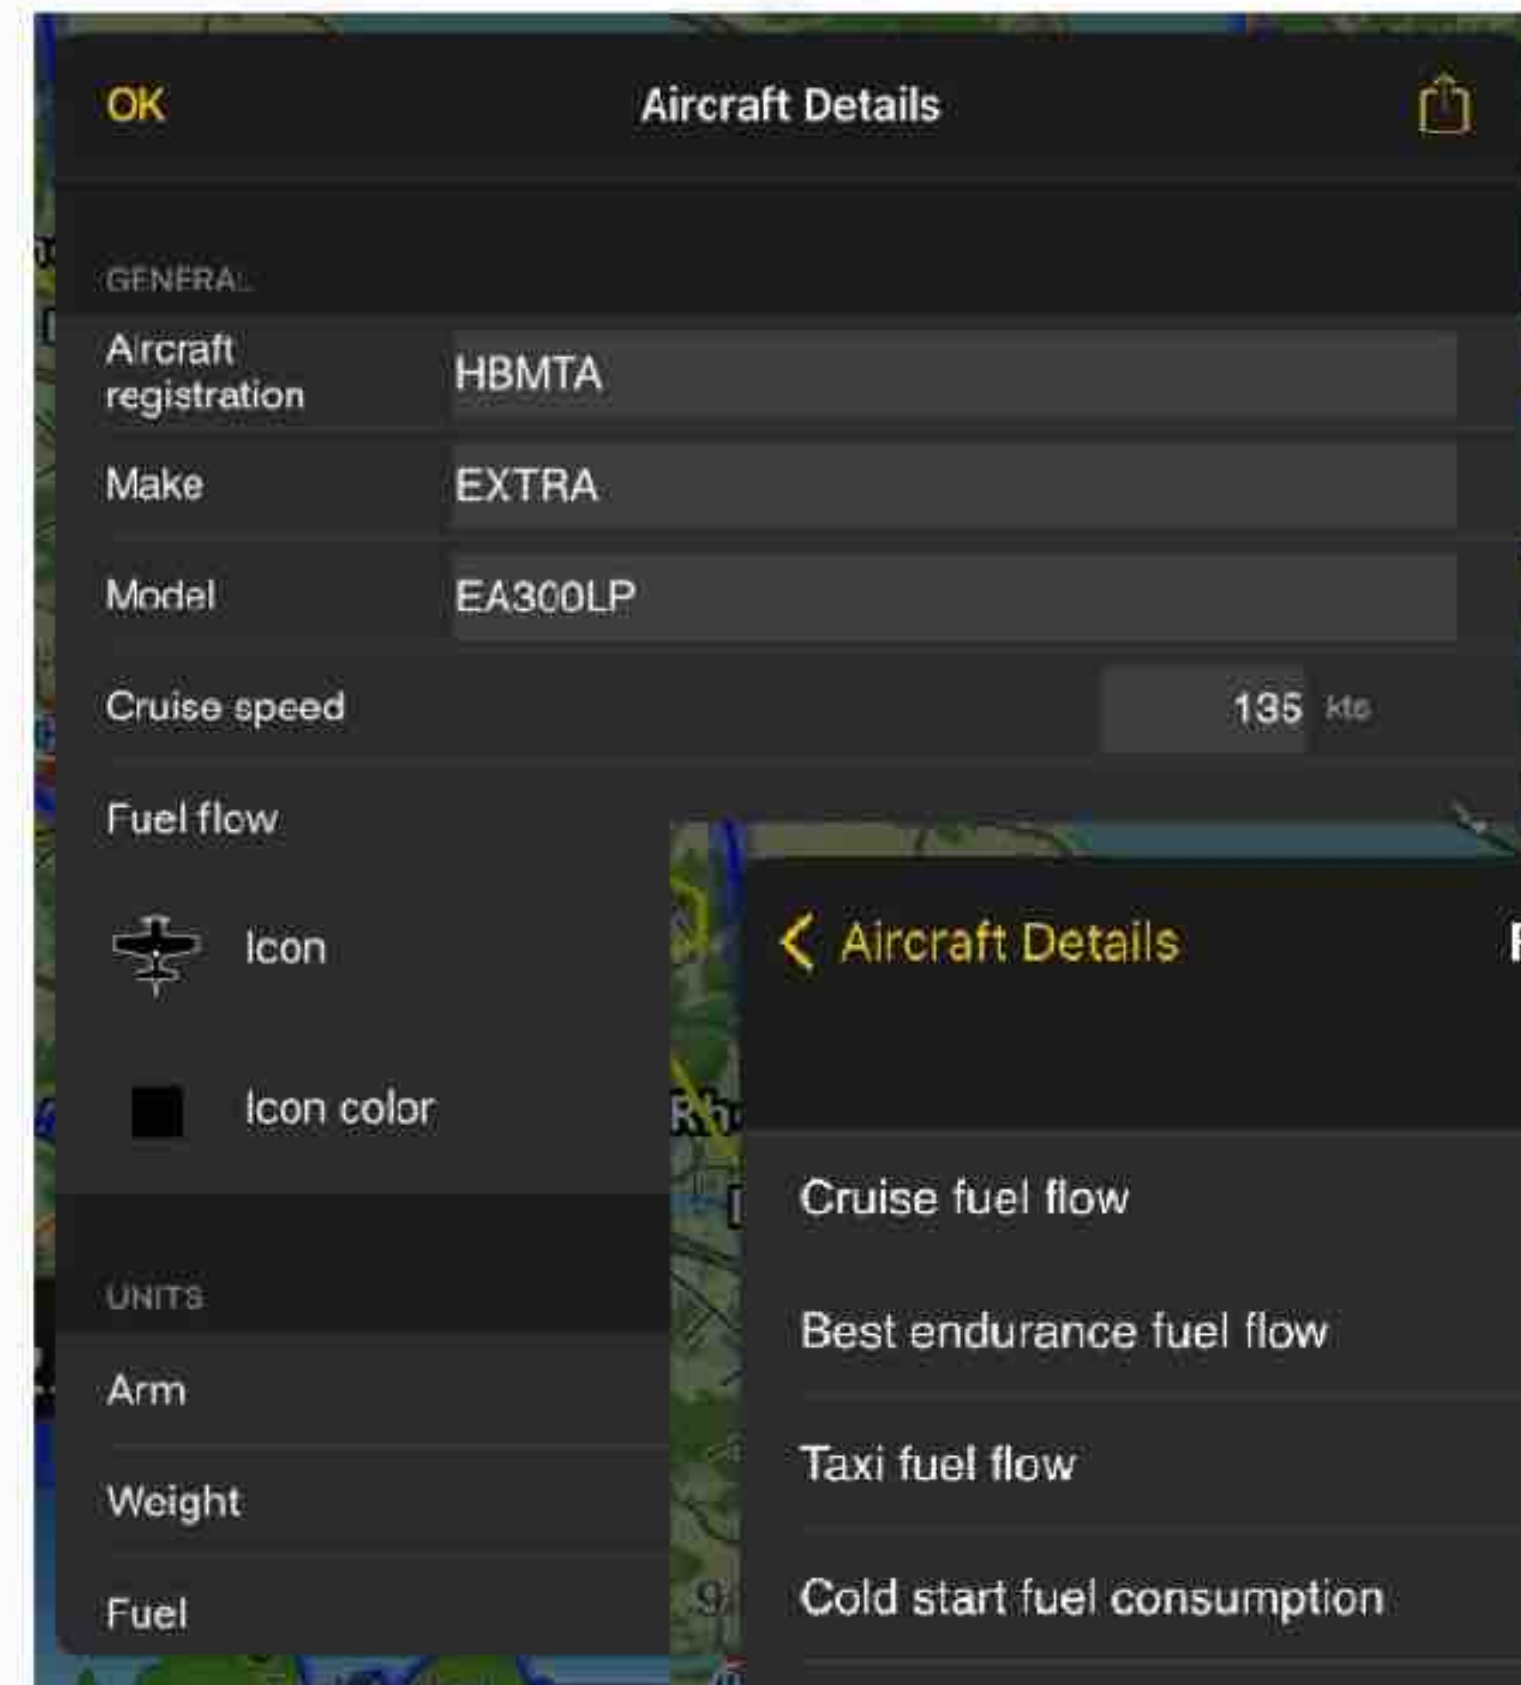 OK
Aircraft Details
GENERAL
Aircraft
registration
HBMTA
Make
EXTRA
Model
EA300LP
Cruise speed
135 kts
Fuel flow
Icon
Icon color
UNITS
Arm
Weight
Fuel
Aircraft Details
Cruise fuel flow
Best endurance fuel flow
Taxi fuel flow
Cold start fuel consumption